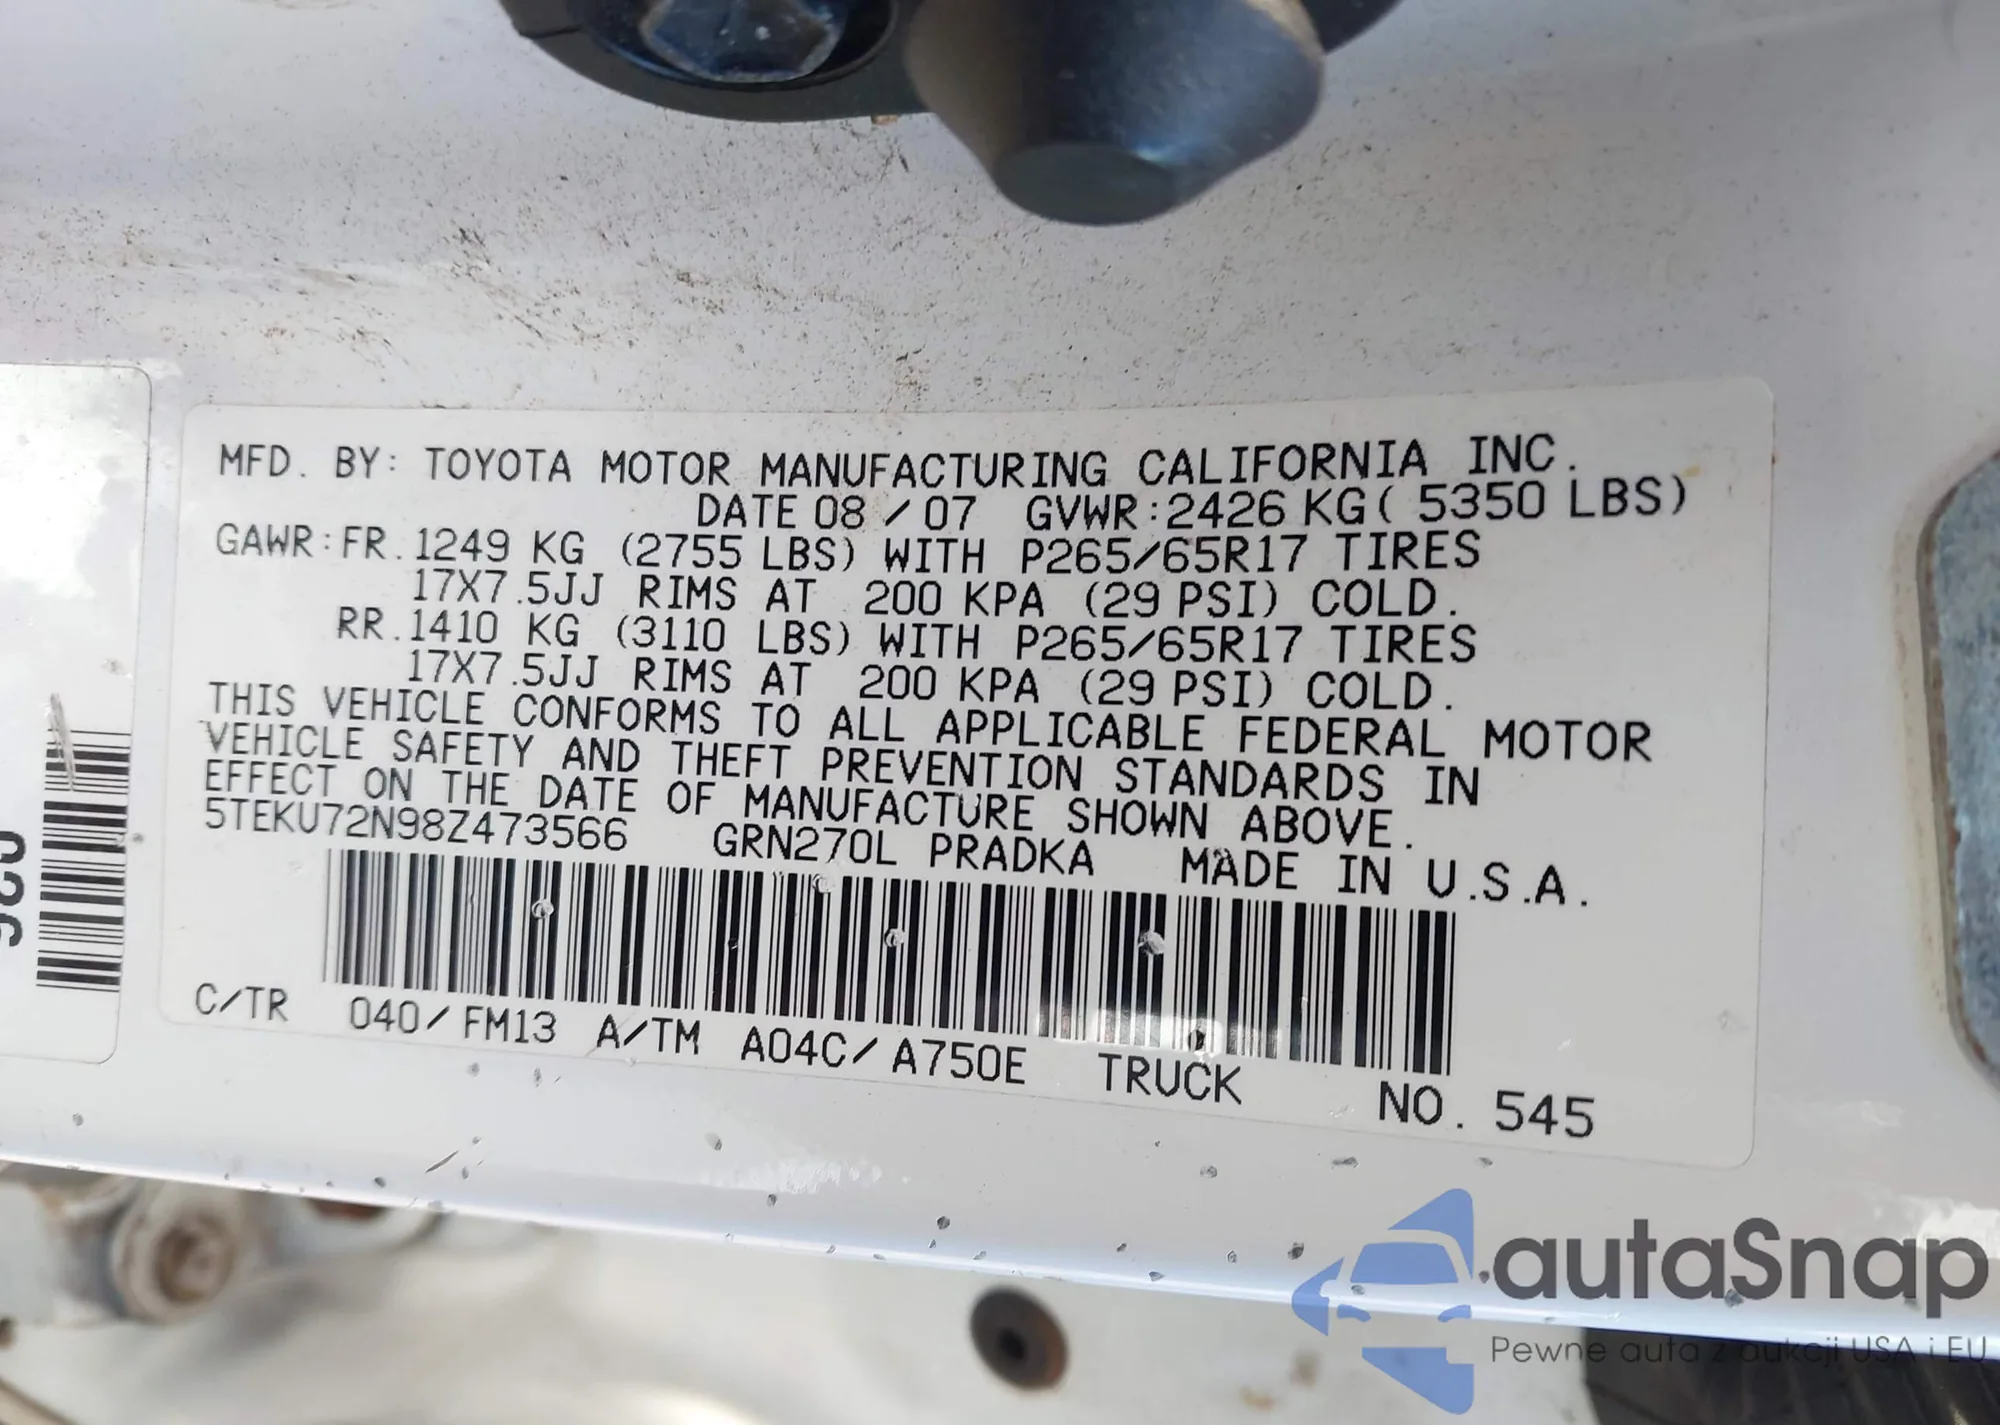 MFD. BY: TOYOTA MOTOR MANUFACTURING CALIFORNIA INC.
DATE 08 / 07 GVWR:2426 KG( 5350 LBS)
GAWR:FR.1249 KG (2755 LBS) WITH P265/65R17 TIRES
17X7.5JJ RIMS AT 200 KPA (29 PSI) COLD.
RR.1410 KG (3110 LBS) WITH P265/65R17 TIRES
17X7.5JJ RIMS AT 200 KPA (29 PSI) COLD.
THIS VEHICLE CONFORMS TO ALL APPLICABLE FEDERAL MOTOR
VEHICLE SAFETY AND THEFT PREVENTION STANDARDS IN
EFFECT ON THE DATE OF MANUFACTURE SHOWN ABOVE.
5TEKU72N98Z473566 GRN270L PRADKA MADE IN U.S.A.
C/TR 040/FM13 A/TM A04C/A750E TRUCK NO. 545
autaSnap
Pewne auta z aukcji USA i EU